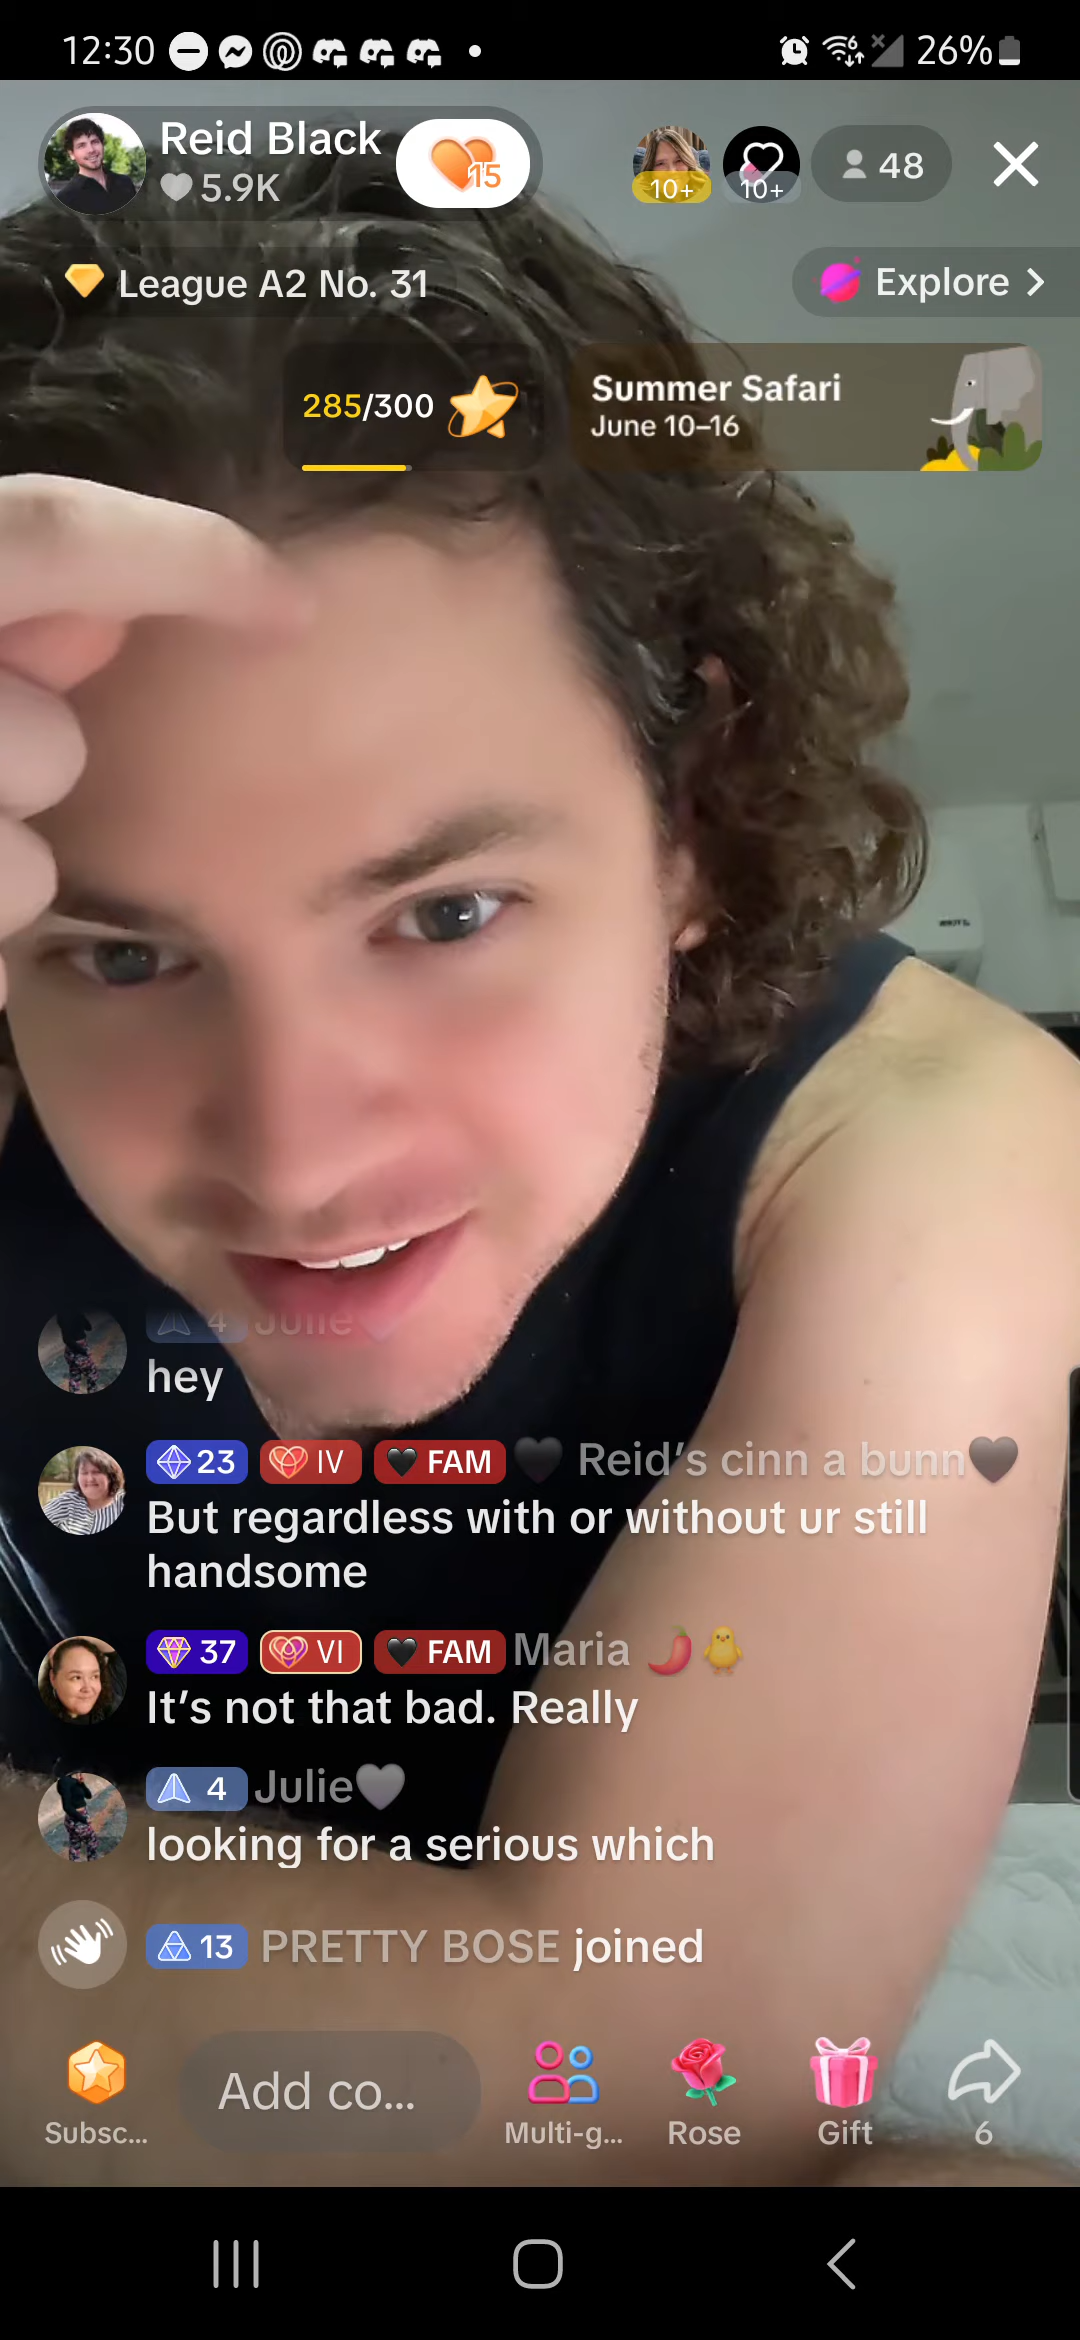 12:30
26%
Reid Black
5.9K
15
10+
10+
48
League A2 No. 31
Explore
285/300
Summer Safari
June 10–16
4 Julie
hey
23 IV FAM Reid’s cinn a bunn
But regardless with or without ur still
handsome
37 VI FAM Maria
It’s not that bad. Really
4 Julie
looking for a serious which
13 PRETTY BOSE joined
Subsc...
Add co...
Multi-g...
Rose
Gift
6